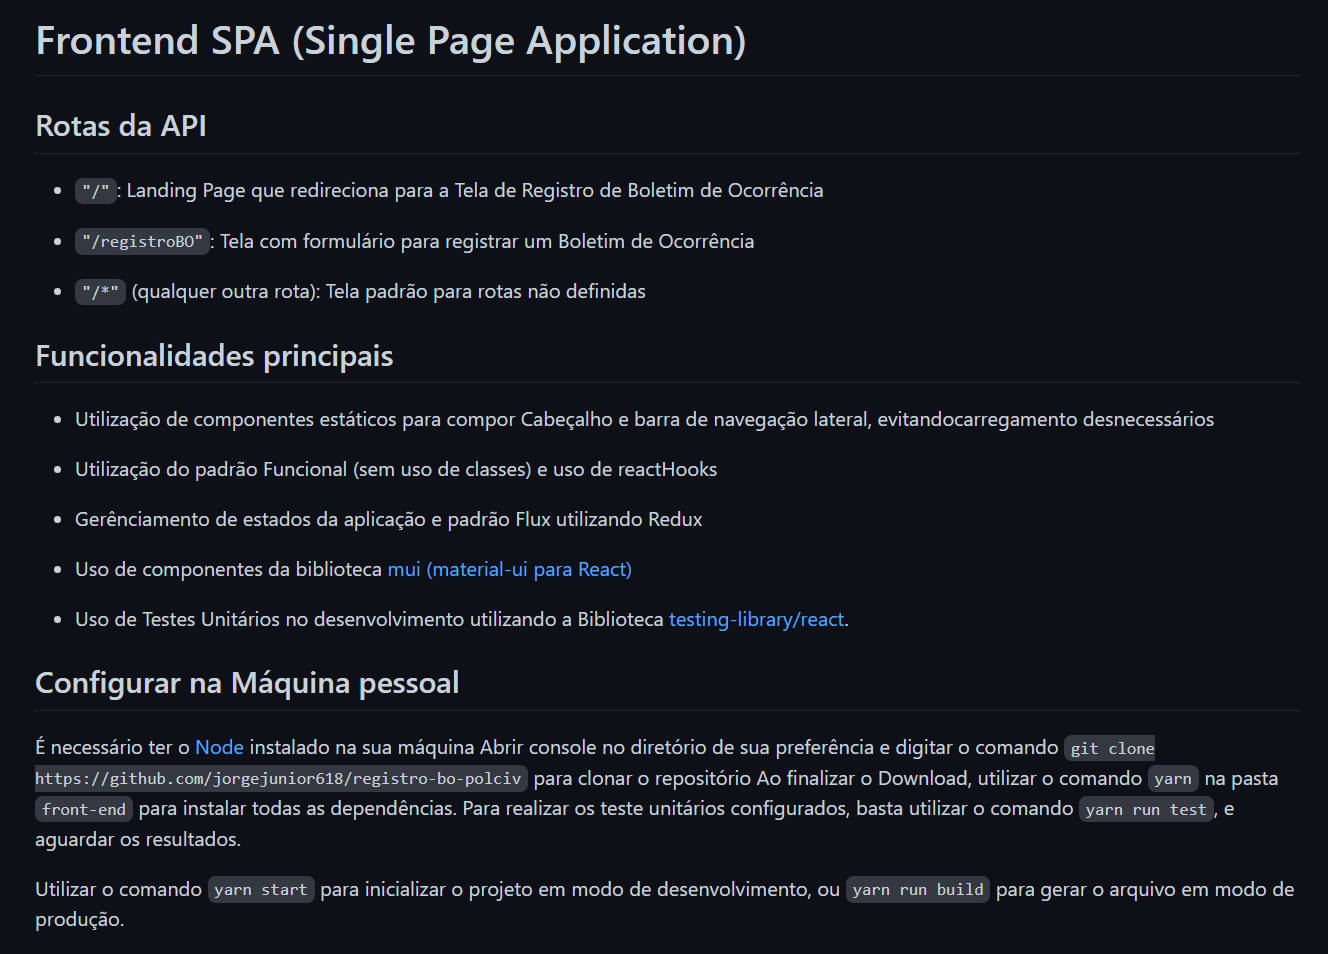 Frontend SPA (Single Page Application)
Rotas da API
"/": Landing Page que redireciona para a Tela de Registro de Boletim de Ocorrência
"/registroBO": Tela com formulário para registrar um Boletim de Ocorrência
"/*" (qualquer outra rota): Tela padrão para rotas não definidas
Funcionalidades principais
Utilização de componentes estáticos para compor Cabeçalho e barra de navegação lateral, evitandocarregamento desnecessários
Utilização do padrão Funcional (sem uso de classes) e uso de reactHooks
Gerênciamento de estados da aplicação e padrão Flux utilizando Redux
Uso de componentes da biblioteca mui (material-ui para React)
Uso de Testes Unitários no desenvolvimento utilizando a Biblioteca testing-library/react.
Configurar na Máquina pessoal
É necessário ter o Node instalado na sua máquina Abrir console no diretório de sua preferência e digitar o comando git clone
https://github.com/jorgejunior618/registro-bo-polciv para clonar o repositório Ao finalizar o Download, utilizar o comando yarn na pasta
front-end para instalar todas as dependências. Para realizar os teste unitários configurados, basta utilizar o comando yarn run test, e
aguardar os resultados.
Utilizar o comando yarn start para inicializar o projeto em modo de desenvolvimento, ou yarn run build para gerar o arquivo em modo de
produção.